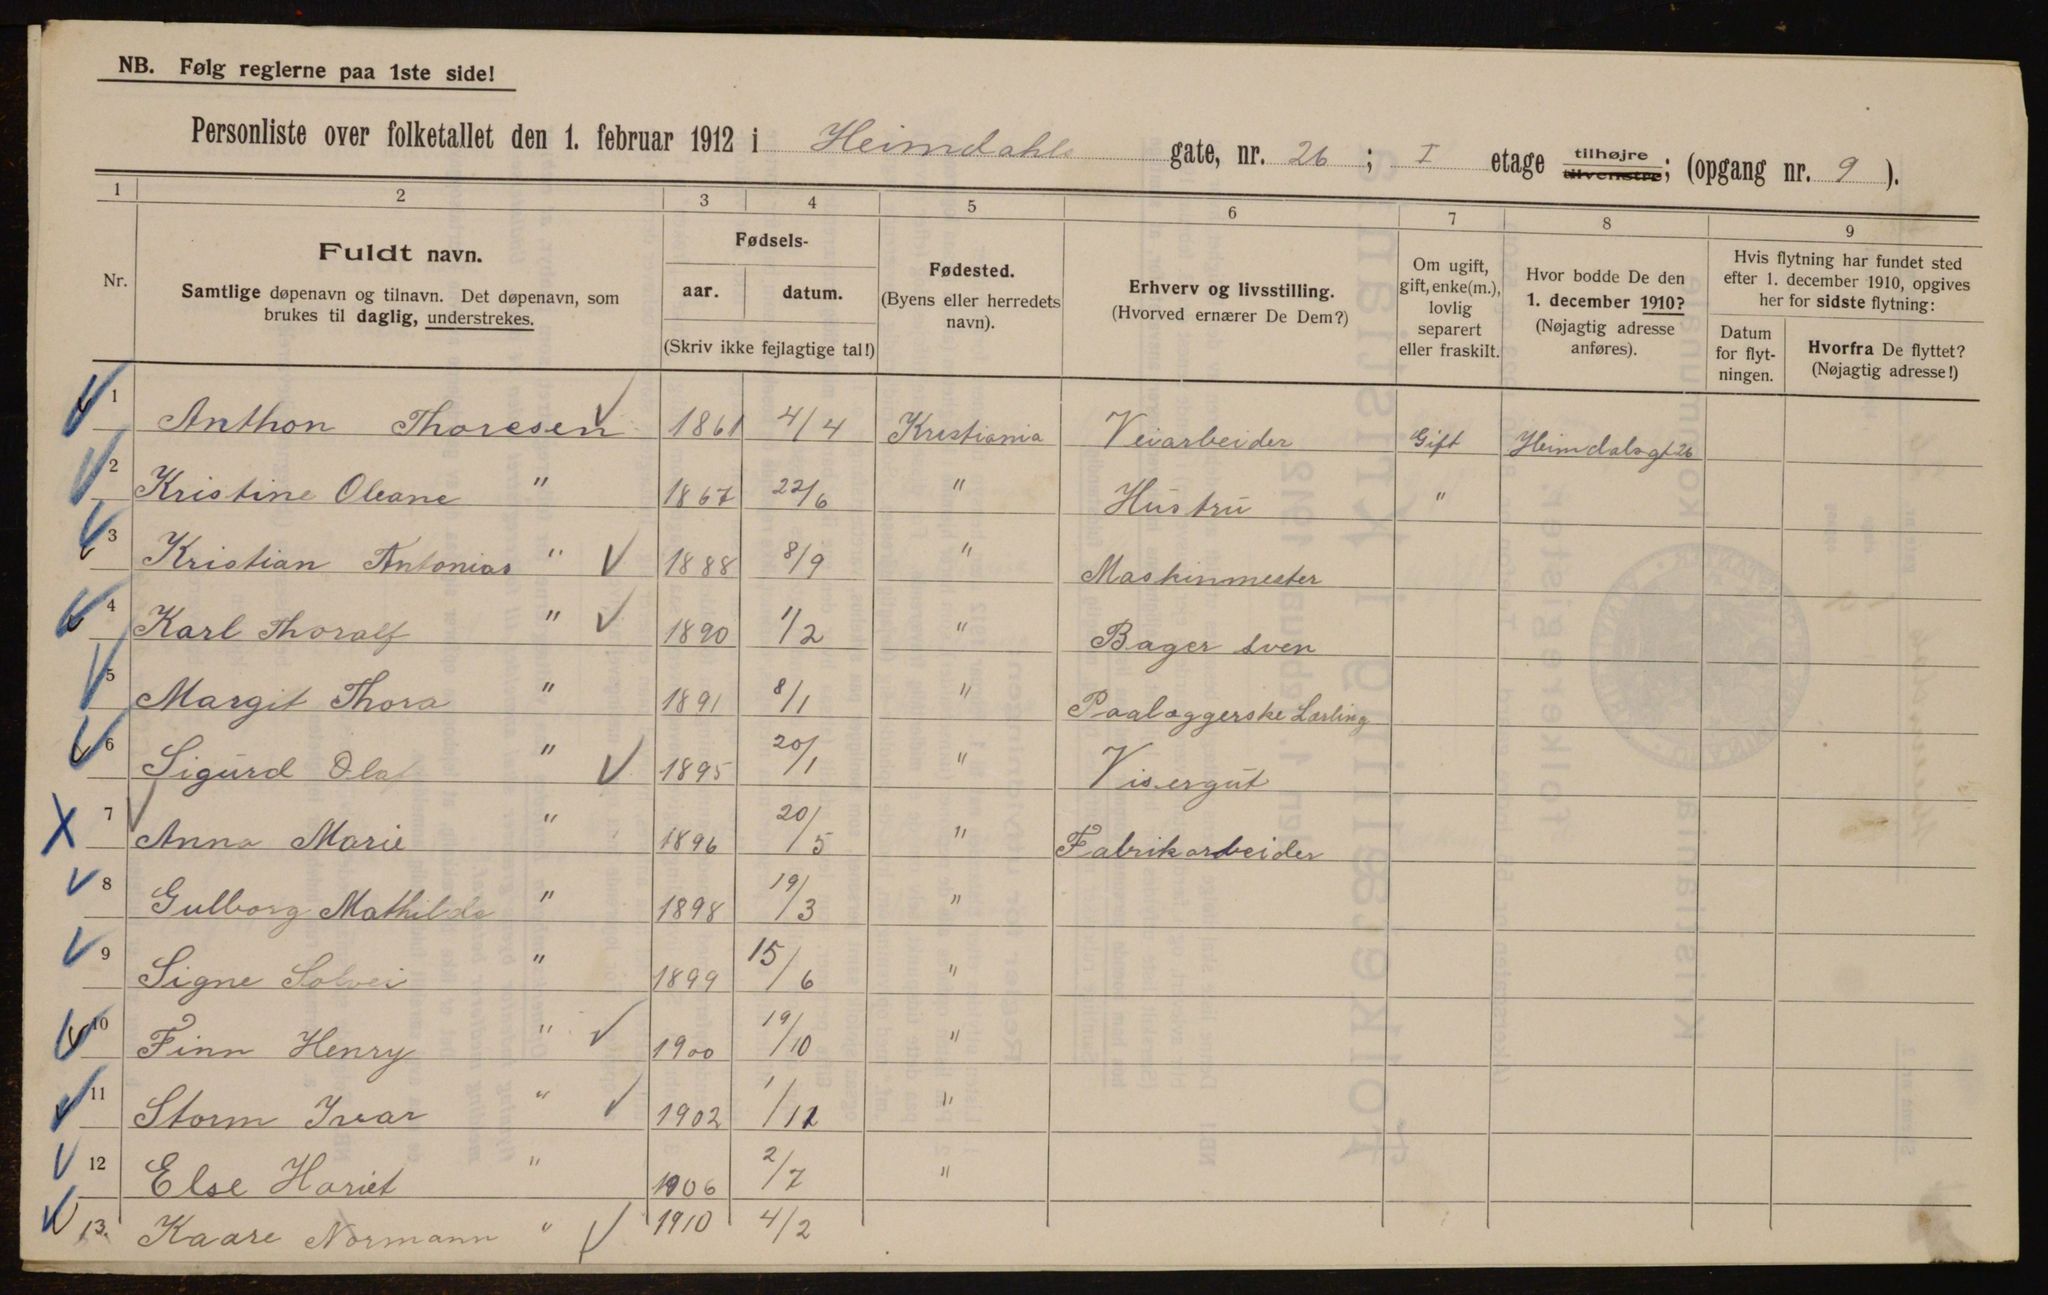 NB. Følg reglerne paa 1ste side!
Personliste over folketallet den 1. februar 1912 i Heimdahls gate, nr. 26 ; I etage tilhøjre tilvenstre; (opgang nr. 9 ).
1 2 3 4 5 6 7 8 9
Nr.
Fuldt navn.
Samtlige døpenavn og tilnavn. Det døpenavn, som
brukes til daglig, understrekes.
Fødsels-
aar. datum.
(Skriv ikke fejlagtige tal!)
Fødested.
(Byens eller herredets
navn).
Erhverv og livsstilling.
(Hvorved ernærer De Dem?)
Om ugift,
gift, enke(m.),
lovlig
separert
eller fraskilt.
Hvor bodde De den
1. december 1910?
(Nøjagtig adresse
anføres).
Hvis flytning har fundet sted
efter 1. december 1910, opgives
her for sidste flytning:
Datum
for flyt-
ningen.
Hvorfra De flyttet?
(Nøjagtig adresse!)
1 Anthon Thoresen 1861 4/4 Krestiania Veiarbeider Gift Heimdalsgt 26
2 Kristine Oleane " 1867 22/6 " Hustru "
3 Kristian Antonias " 1888 8/9 " Maskinmester
4 Karl Thoralf " 1890 1/2 " Bager sven
5 Margit Thora " 1891 8/1 " Paalæggerske Lærling
6 Sigurd Olaf " 1895 20/1 " Visergut
7 Anna Marie " 1896 20/5 " Fabrikarbeider
8 Gulborg Mathilde " 1898 19/3 "
9 Signe Solvei " 1899 15/6 "
10 Finn Henry " 1900 19/10 "
11 Storm Ivar " 1902 1/12 "
12 Else Hariet " 1906 2/7 "
13. Kaare Normann " 1910 4/2